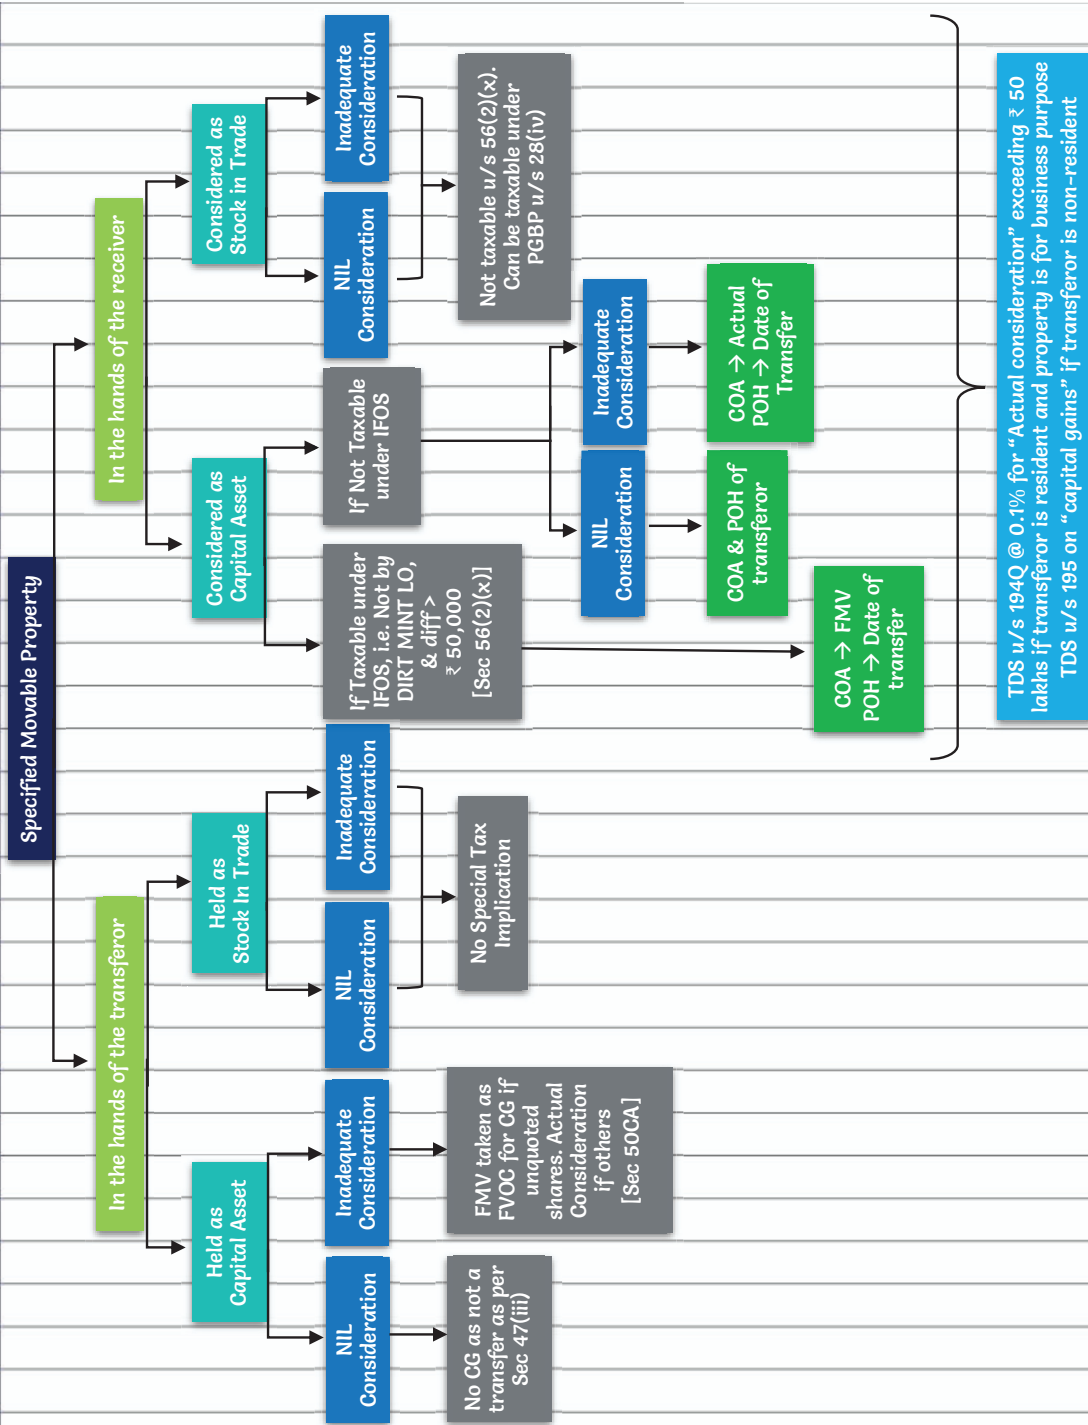 Specified Movable Property
In the hands of the transferor
In the hands of the receiver
Held as
Capital Asset
Held as
Stock In Trade
Considered as
Capital Asset
Considered as
Stock in Trade
NIL
Consideration
Inadequate
Consideration
NIL
Consideration
Inadequate
Consideration
If Taxable under
IFOS, i.e. Not by
DIRT MINT LO,
& diff >
₹ 50,000
[Sec 56(2)(x)]
If Not Taxable
under IFOS
NIL
Consideration
Inadequate
Consideration
No CG as not a
transfer as per
Sec 47(iii)
FMV taken as
FVOC for CG if
unquoted
shares. Actual
Consideration
if others
[Sec 50CA]
No Special Tax
Implication
Not taxable u/s 56(2)(x).
Can be taxable under
PGBP u/s 28(iv)
NIL
Consideration
Inadequate
Consideration
COA & POH of
transferor
COA → Actual
POH → Date of
Transfer
COA → FMV
POH → Date of
transfer
TDS u/s 194Q @ 0.1% for “Actual consideration” exceeding ₹ 50
lakhs if transferor is resident and property is for business purpose
TDS u/s 195 on “capital gains” if transferor is non-resident